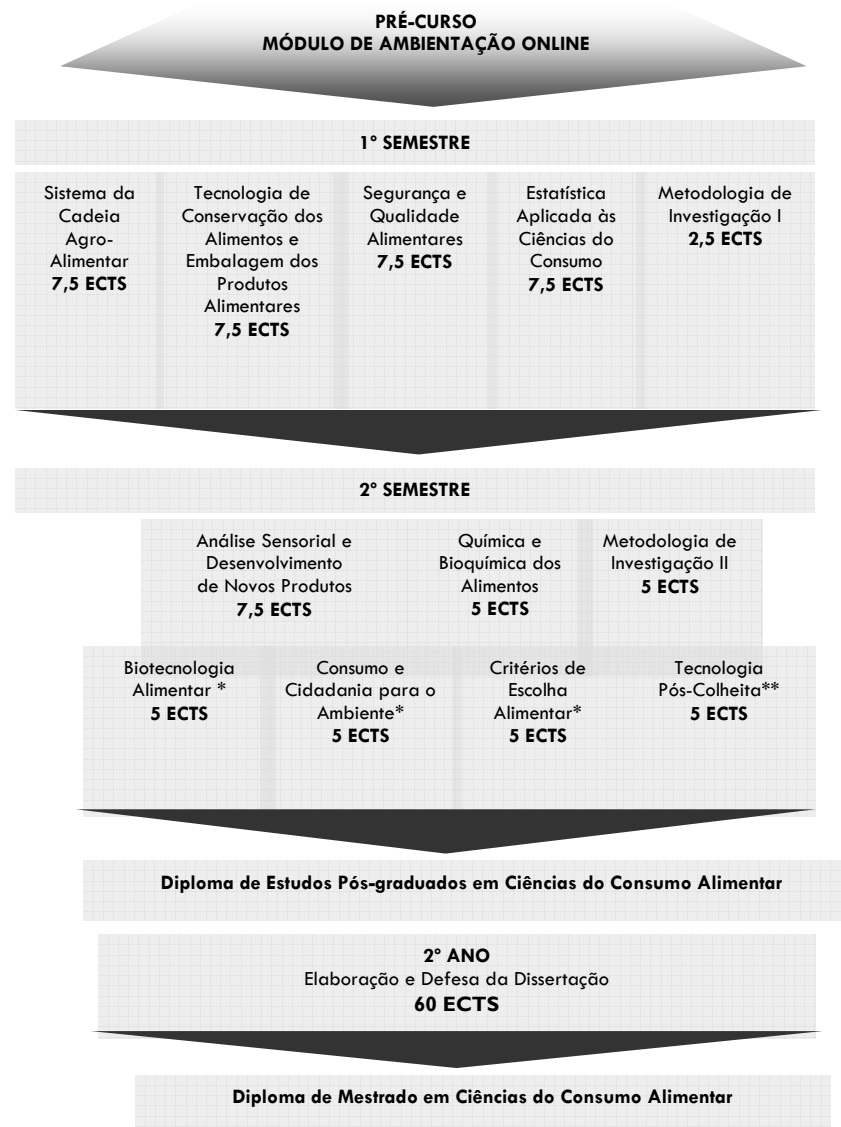 PRÉ-CURSO
MÓDULO DE AMBIENTAÇÃO ONLINE
1º SEMESTRE
Sistema da
Cadeia
Agro-
Alimentar
7,5 ECTS
Tecnologia de
Conservação dos
Alimentos e
Embalagem dos
Produtos
Alimentares
7,5 ECTS
Segurança e
Qualidade
Alimentares
7,5 ECTS
Estatística
Aplicada às
Ciências do
Consumo
7,5 ECTS
Metodologia de
Investigação I
2,5 ECTS
2º SEMESTRE
Análise Sensorial e
Desenvolvimento
de Novos Produtos
7,5 ECTS
Química e
Bioquímica dos
Alimentos
5 ECTS
Metodologia de
Investigação II
5 ECTS
Biotecnologia
Alimentar *
5 ECTS
Consumo e
Cidadania para o
Ambiente*
5 ECTS
Critérios de
Escolha
Alimentar*
5 ECTS
Tecnologia
Pós-Colheita**
5 ECTS
Diploma de Estudos Pós-graduados em Ciências do Consumo Alimentar
2º ANO
Elaboração e Defesa da Dissertação
60 ECTS
Diploma de Mestrado em Ciências do Consumo Alimentar